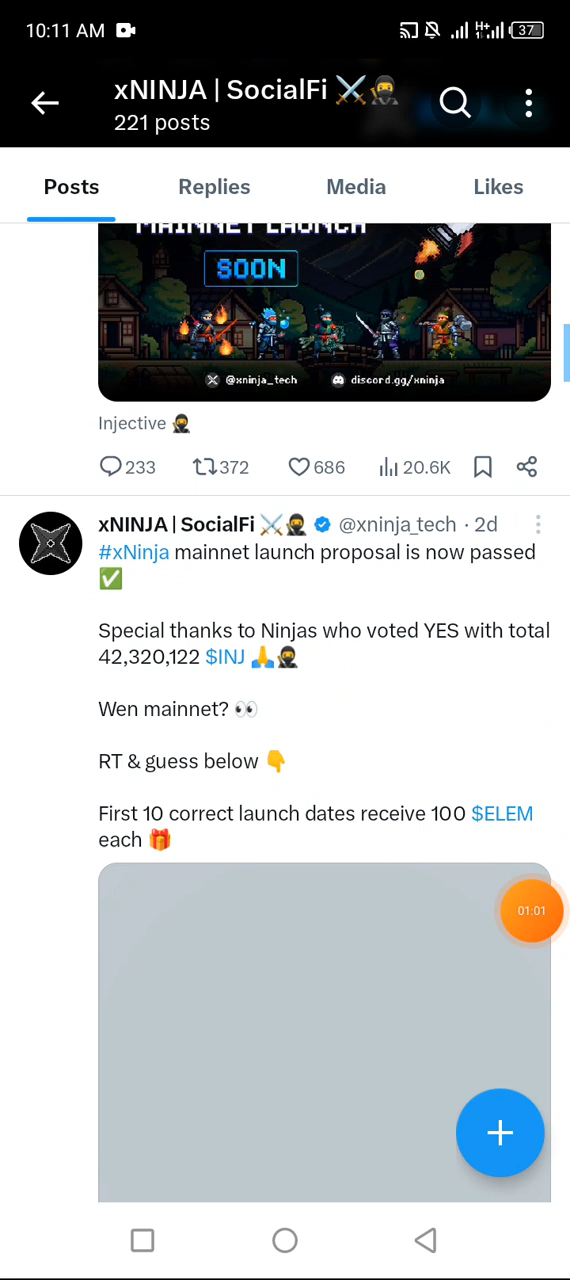 10:11 AM
37
xNINJA | SocialFi ⚔️🥷
221 posts
Posts Replies Media Likes
MAINNET LAUNCH
SOON
@xninja_tech discord.gg/xninja
Injective 🥷
233 372 686 20.6K
xNINJA | SocialFi ⚔️🥷 @xninja_tech · 2d
#xNinja mainnet launch proposal is now passed
✅
Special thanks to Ninjas who voted YES with total
42,320,122 $INJ 🙏🥷
Wen mainnet? 👀
RT & guess below 👇
First 10 correct launch dates receive 100 $ELEM
each 🎁
01:01